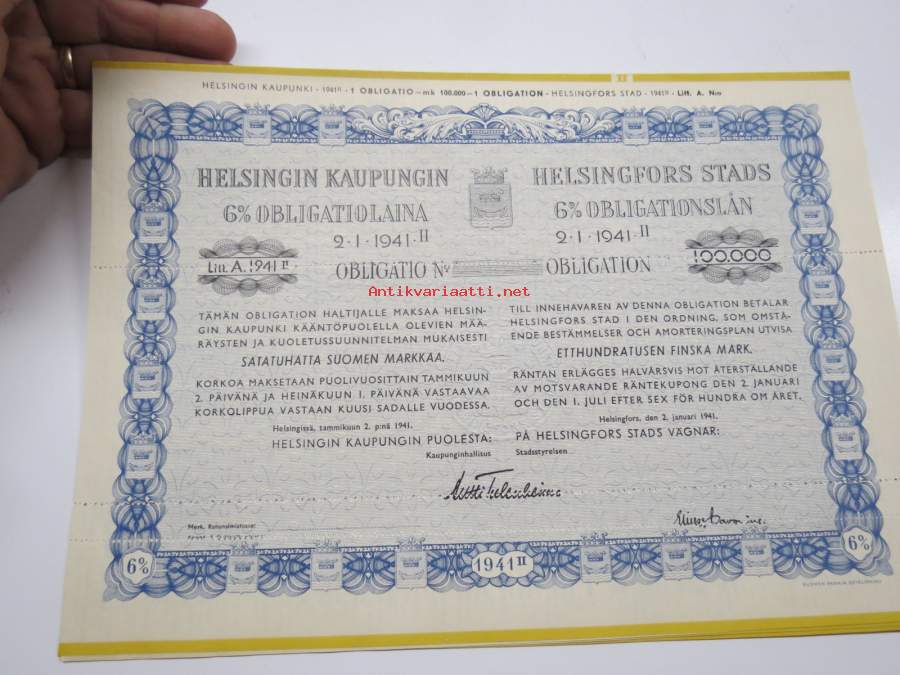 HELSINGIN KAUPUNKI · 1941 II · 1 OBLIGATIO — mk 100.000 — 1 OBLIGATION · HELSINGFORS STAD · 1941 II · Litt. A. Nro
HELSINGIN KAUPUNGIN
6% OBLIGATIOLAINA
2·I·1941·II
Litt. A. 1941 II
OBLIGATIO No
HELSINGFORS STADS
6% OBLIGATIONSLÅN
2·I·1941 II
OBLIGATION
100.000
Antikvariaatti.net
TÄMÄN OBLIGATION HALTIJALLE MAKSAA HELSIN-
GIN KAUPUNKI KÄÄNTÖPUOLELLA OLEVIEN MÄÄ-
RÄYSTEN JA KUOLETUSSUUNNITELMAN MUKAISESTI
SATATUHATTA SUOMEN MARKKAA.
KORKOA MAKSETAAN PUOLIVUOSITTAIN TAMMIKUUN
2. PÄIVÄNÄ JA HEINÄKUUN 1. PÄIVÄNÄ VASTAAVAA
KORKOLIPPUA VASTAAN KUUSI SADALLE VUODESSA.
Helsingissä, tammikuun 2. p:nä 1941.
HELSINGIN KAUPUNGIN PUOLESTA:
Kaupunginhallitus
TILL INNEHAVAREN AV DENNA OBLIGATION BETALAR
HELSINGFORS STAD I DEN ORDNING, SOM OMSTÅ-
ENDE BESTÄMMELSER OCH AMORTERINGSPLAN UTVISA
ETTHUNDRATUSEN FINSKA MARK.
RÄNTAN ERLÄGGES HALVÅRSVIS MOT ÅTERSTÄLLANDE
AV MOTSVARANDE RÄNTEKUPONG DEN 2. JANUARI
OCH DEN 1. JULI EFTER SEX FÖR HUNDRA OM ÅRET.
Helsingfors, den 2. januari 1941.
PÅ HELSINGFORS STADS VÄGNAR:
Stadsstyrelsen
6%
1941 II
6%